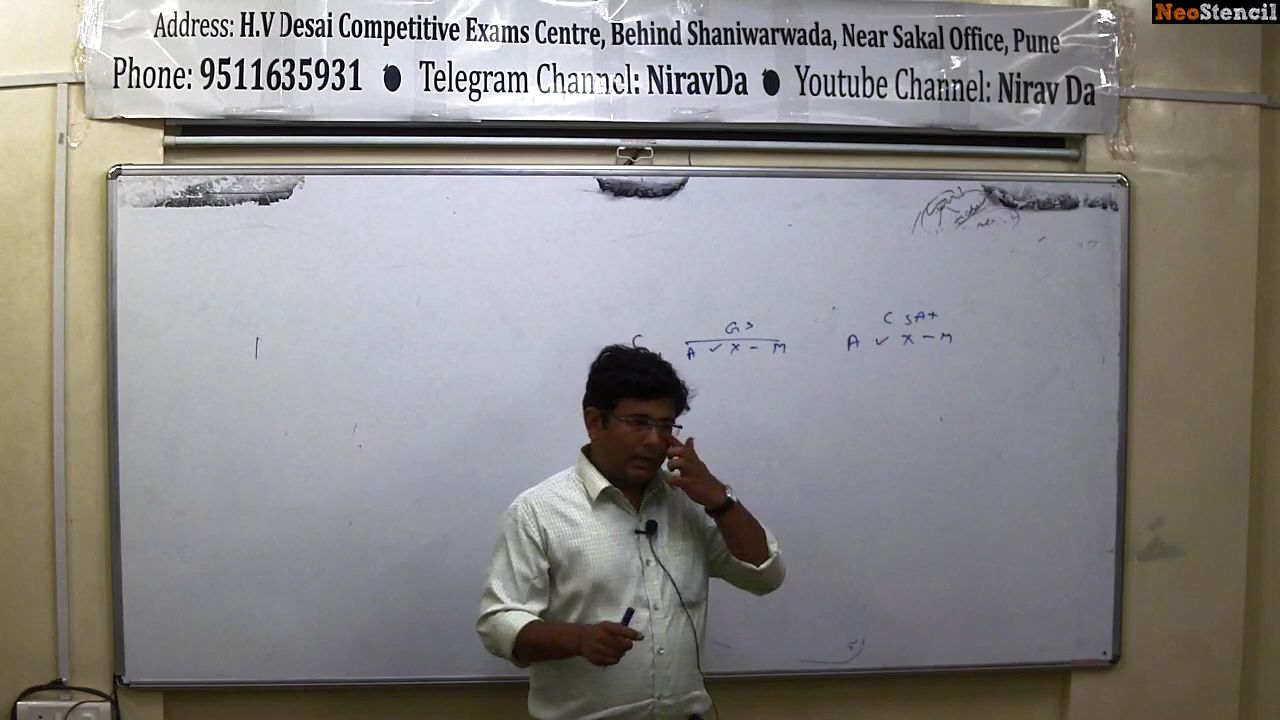 NeoStencil
Address: H.V Desai Competitive Exams Centre, Behind Shaniwarwada, Near Sakal Office, Pune
Phone: 9511635931 ● Telegram Channel: NiravDa ● Youtube Channel: Nirav Da
GS
CSAT
A ✓ X – M
A ✓ X – M